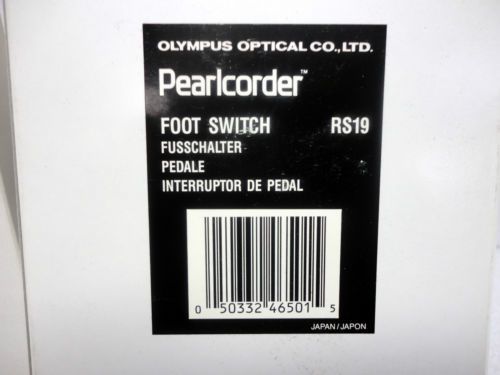 OLYMPUS OPTICAL CO., LTD.
Pearlcorder™
FOOT SWITCH RS19
FUSSCHALTER
PEDALE
INTERRUPTOR DE PEDAL
0 50332 46501 5
JAPAN / JAPON